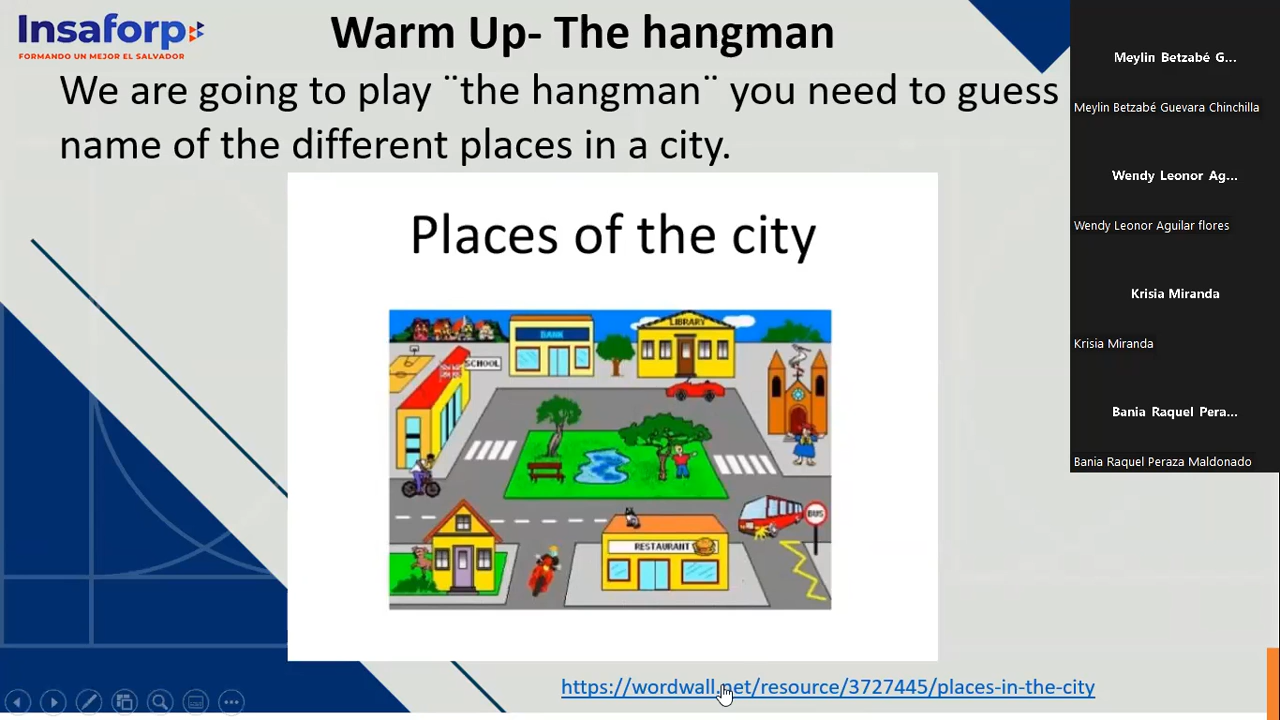 Insaforp
FORMANDO UN MEJOR EL SALVADOR
Warm Up- The hangman
We are going to play ¨the hangman¨ you need to guess
name of the different places in a city.
Places of the city
BANK
LIBRARY
SCHOOL
BUS
RESTAURANT
https://wordwall.net/resource/3727445/places-in-the-city
Meylin Betzabé G...
Meylin Betzabé Guevara Chinchilla
Wendy Leonor Ag...
Wendy Leonor Aguilar flores
Krisia Miranda
Krisia Miranda
Bania Raquel Pera...
Bania Raquel Peraza Maldonado